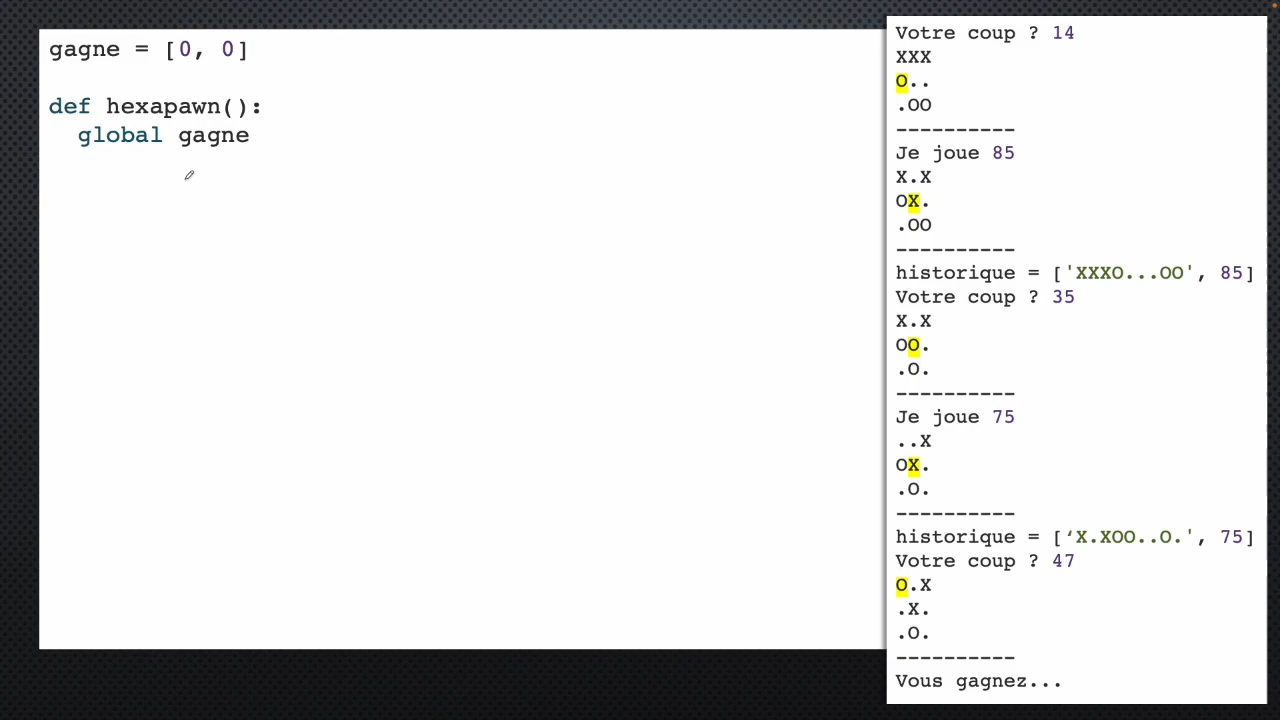 gagne = [0, 0]
def hexapawn():
  global gagne
Votre coup ? 14
XXX
O..
.OO
----------
Je joue 85
X.X
OX.
.OO
----------
historique = ['XXXO...OO', 85]
Votre coup ? 35
X.X
OO.
.O.
----------
Je joue 75
..X
OX.
.O.
----------
historique = [‘X.XOO..O.', 75]
Votre coup ? 47
O.X
.X.
.O.
----------
Vous gagnez...